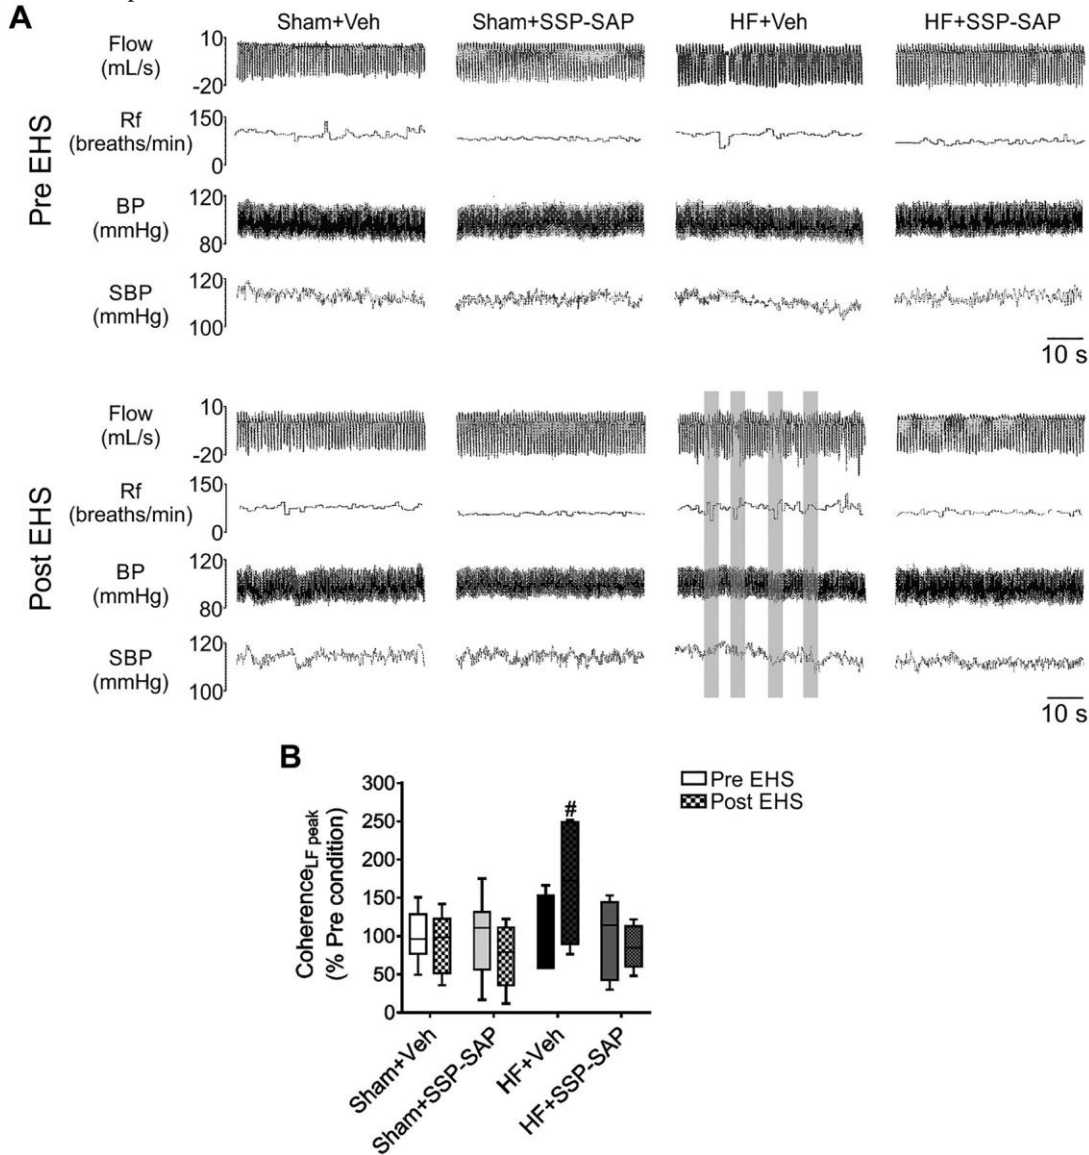 A
Sham+Veh Sham+SSP-SAP HF+Veh HF+SSP-SAP
Pre EHS
Flow
(mL/s)
10
-20
Rf
(breaths/min)
150
0
BP
(mmHg)
120
80
SBP
(mmHg)
120
100
10 s
Post EHS
Flow
(mL/s)
10
-20
Rf
(breaths/min)
150
0
BP
(mmHg)
120
80
SBP
(mmHg)
120
100
10 s
B
Coherence LF peak
(% Pre condition)
300
250
200
150
100
50
0
#
Pre EHS
Post EHS
Sham+Veh
Sham+SSP-SAP
HF+Veh
HF+SSP-SAP